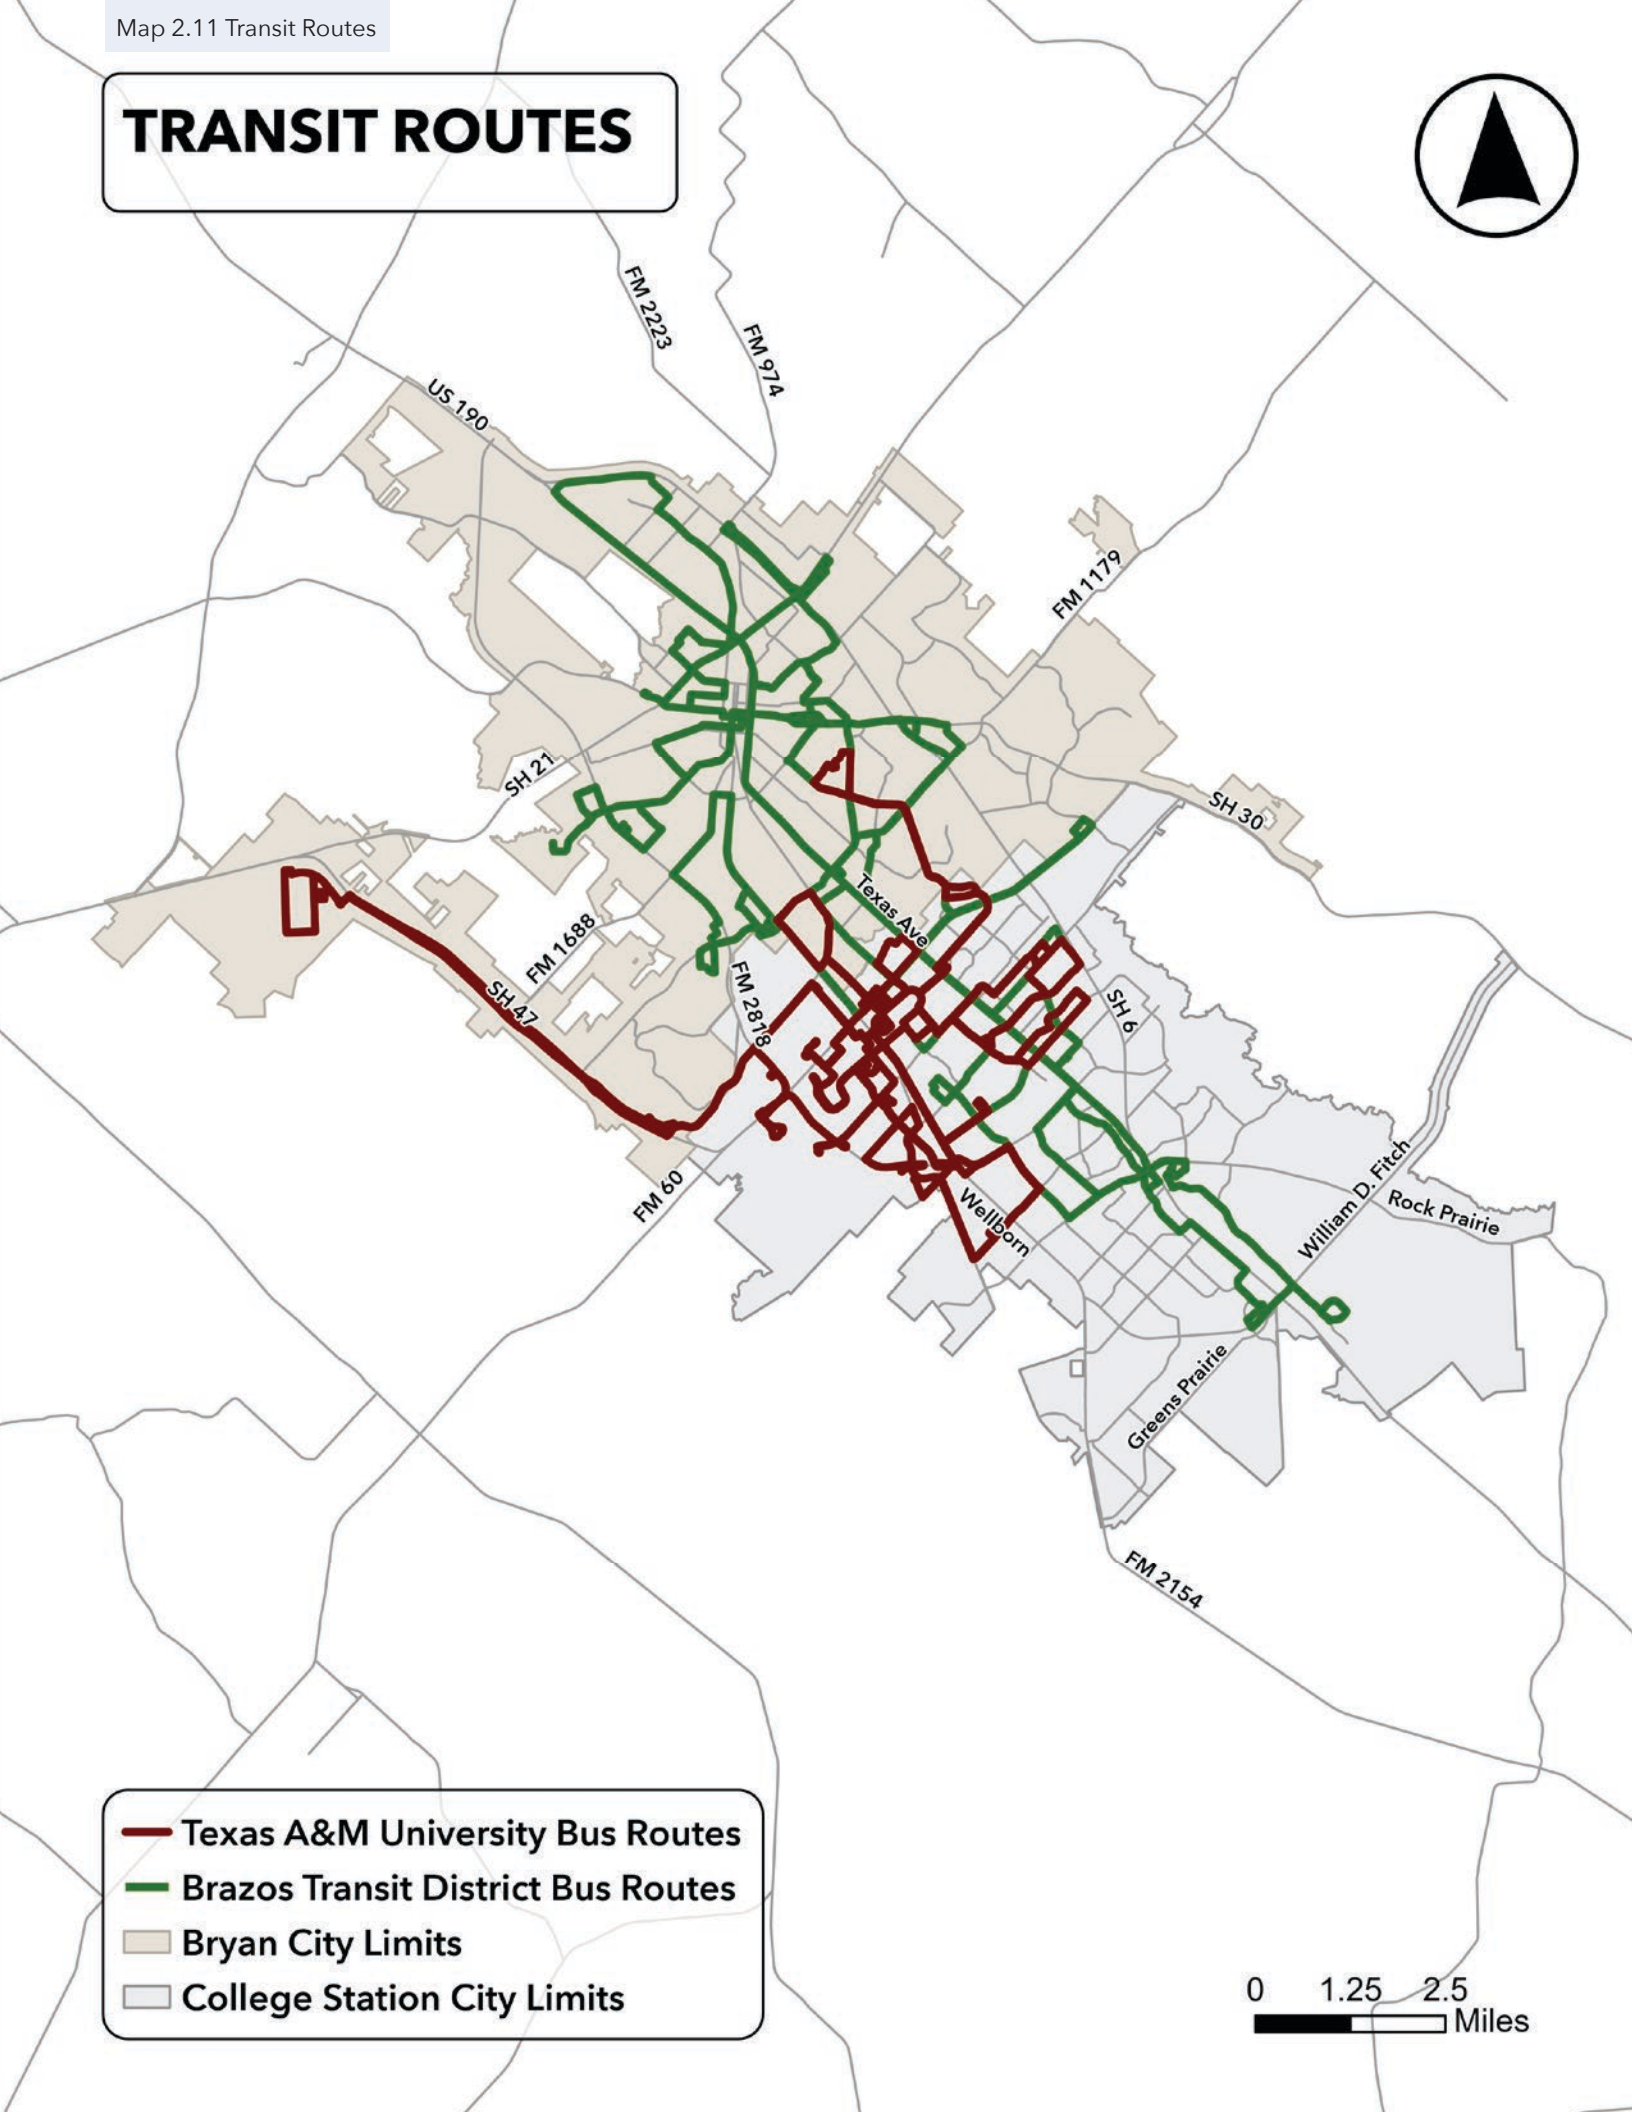 Map 2.11 Transit Routes
TRANSIT ROUTES
FM 2223
FM 974
US 190
FM 1179
SH 21
SH 30
Texas Ave
FM 1688
FM 2818
SH 47
SH 6
FM 60
Wellborn
William D. Fitch
Rock Prairie
Greens Prairie
FM 2154
Texas A&M University Bus Routes
Brazos Transit District Bus Routes
Bryan City Limits
College Station City Limits
0 1.25 2.5
Miles